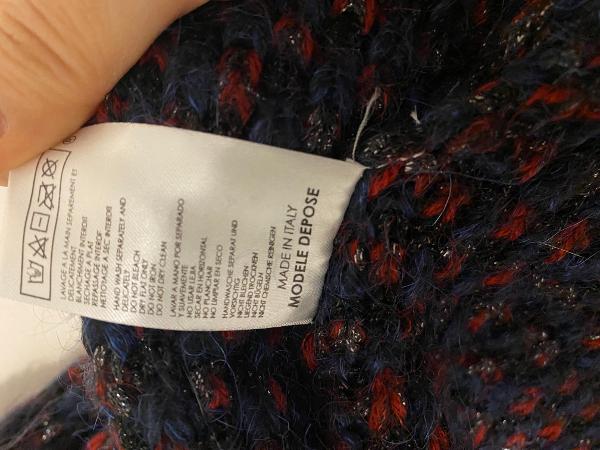 LAVAGE A LA MAIN SEPAREMENT ET
DELICATEMENT
BLANCHIMENT INTERDIT
SECHAGE A PLAT
REPASSAGE INTERDIT
NETTOYAGE A SEC INTERDIT
HAND WASH SEPARATELY AND
DELICATELY
DO NOT BLEACH
DRY FLAT ONLY
DO NOT IRON
DO NOT DRY CLEAN
LAVAR A MANO POR SEPARADO
Y SUAVEMENTE
NO USAR LEJIA
SECAR EN HORIZONTAL
NO PLANCHAR
NO LIMPIAR EN SECO
HANDWÄSCHE SEPARAT UND
VORSICHTIG
NICHT BLEICHEN
LIEGEND TROCKNEN
NICHT BÜGELN
NICHT CHEMISCHE REINIGEN
MADE IN ITALY
MODELE DEPOSE